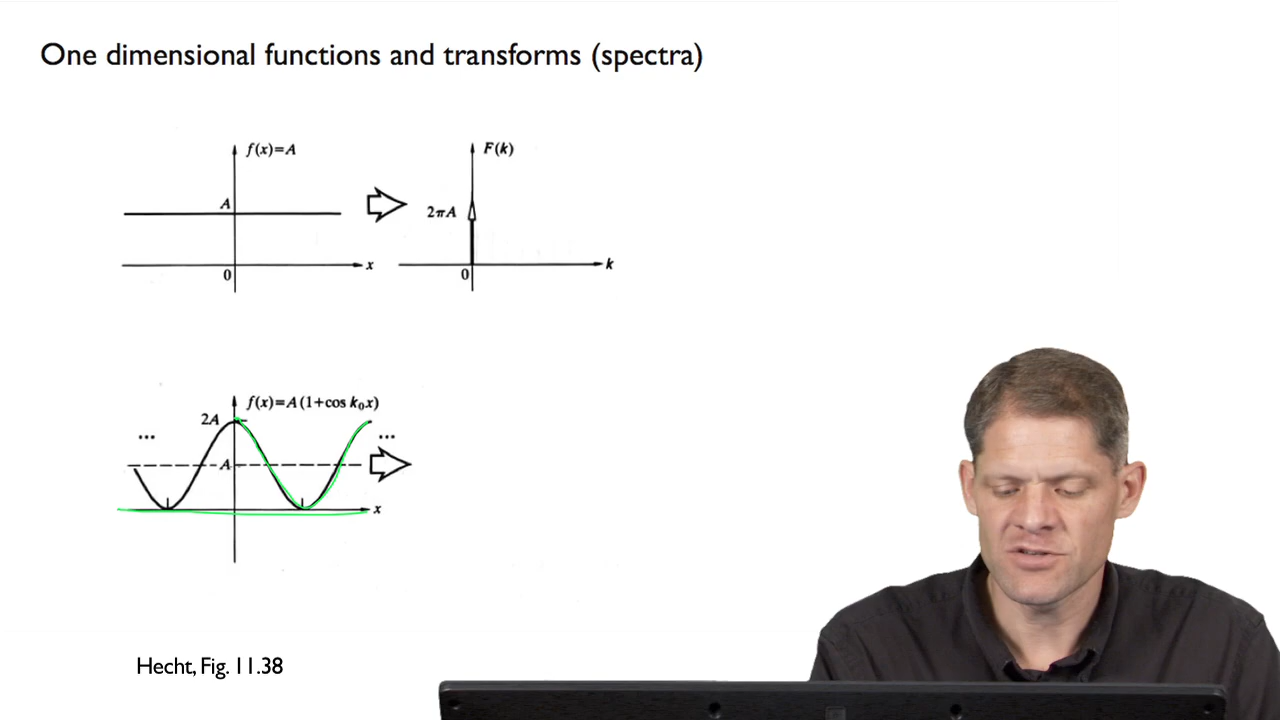 One dimensional functions and transforms (spectra)
f(x)=A
A
0
x
F(k)
2πA
0
k
f(x)=A(1+cos k₀x)
2A
...
...
A
x
Hecht, Fig. 11.38